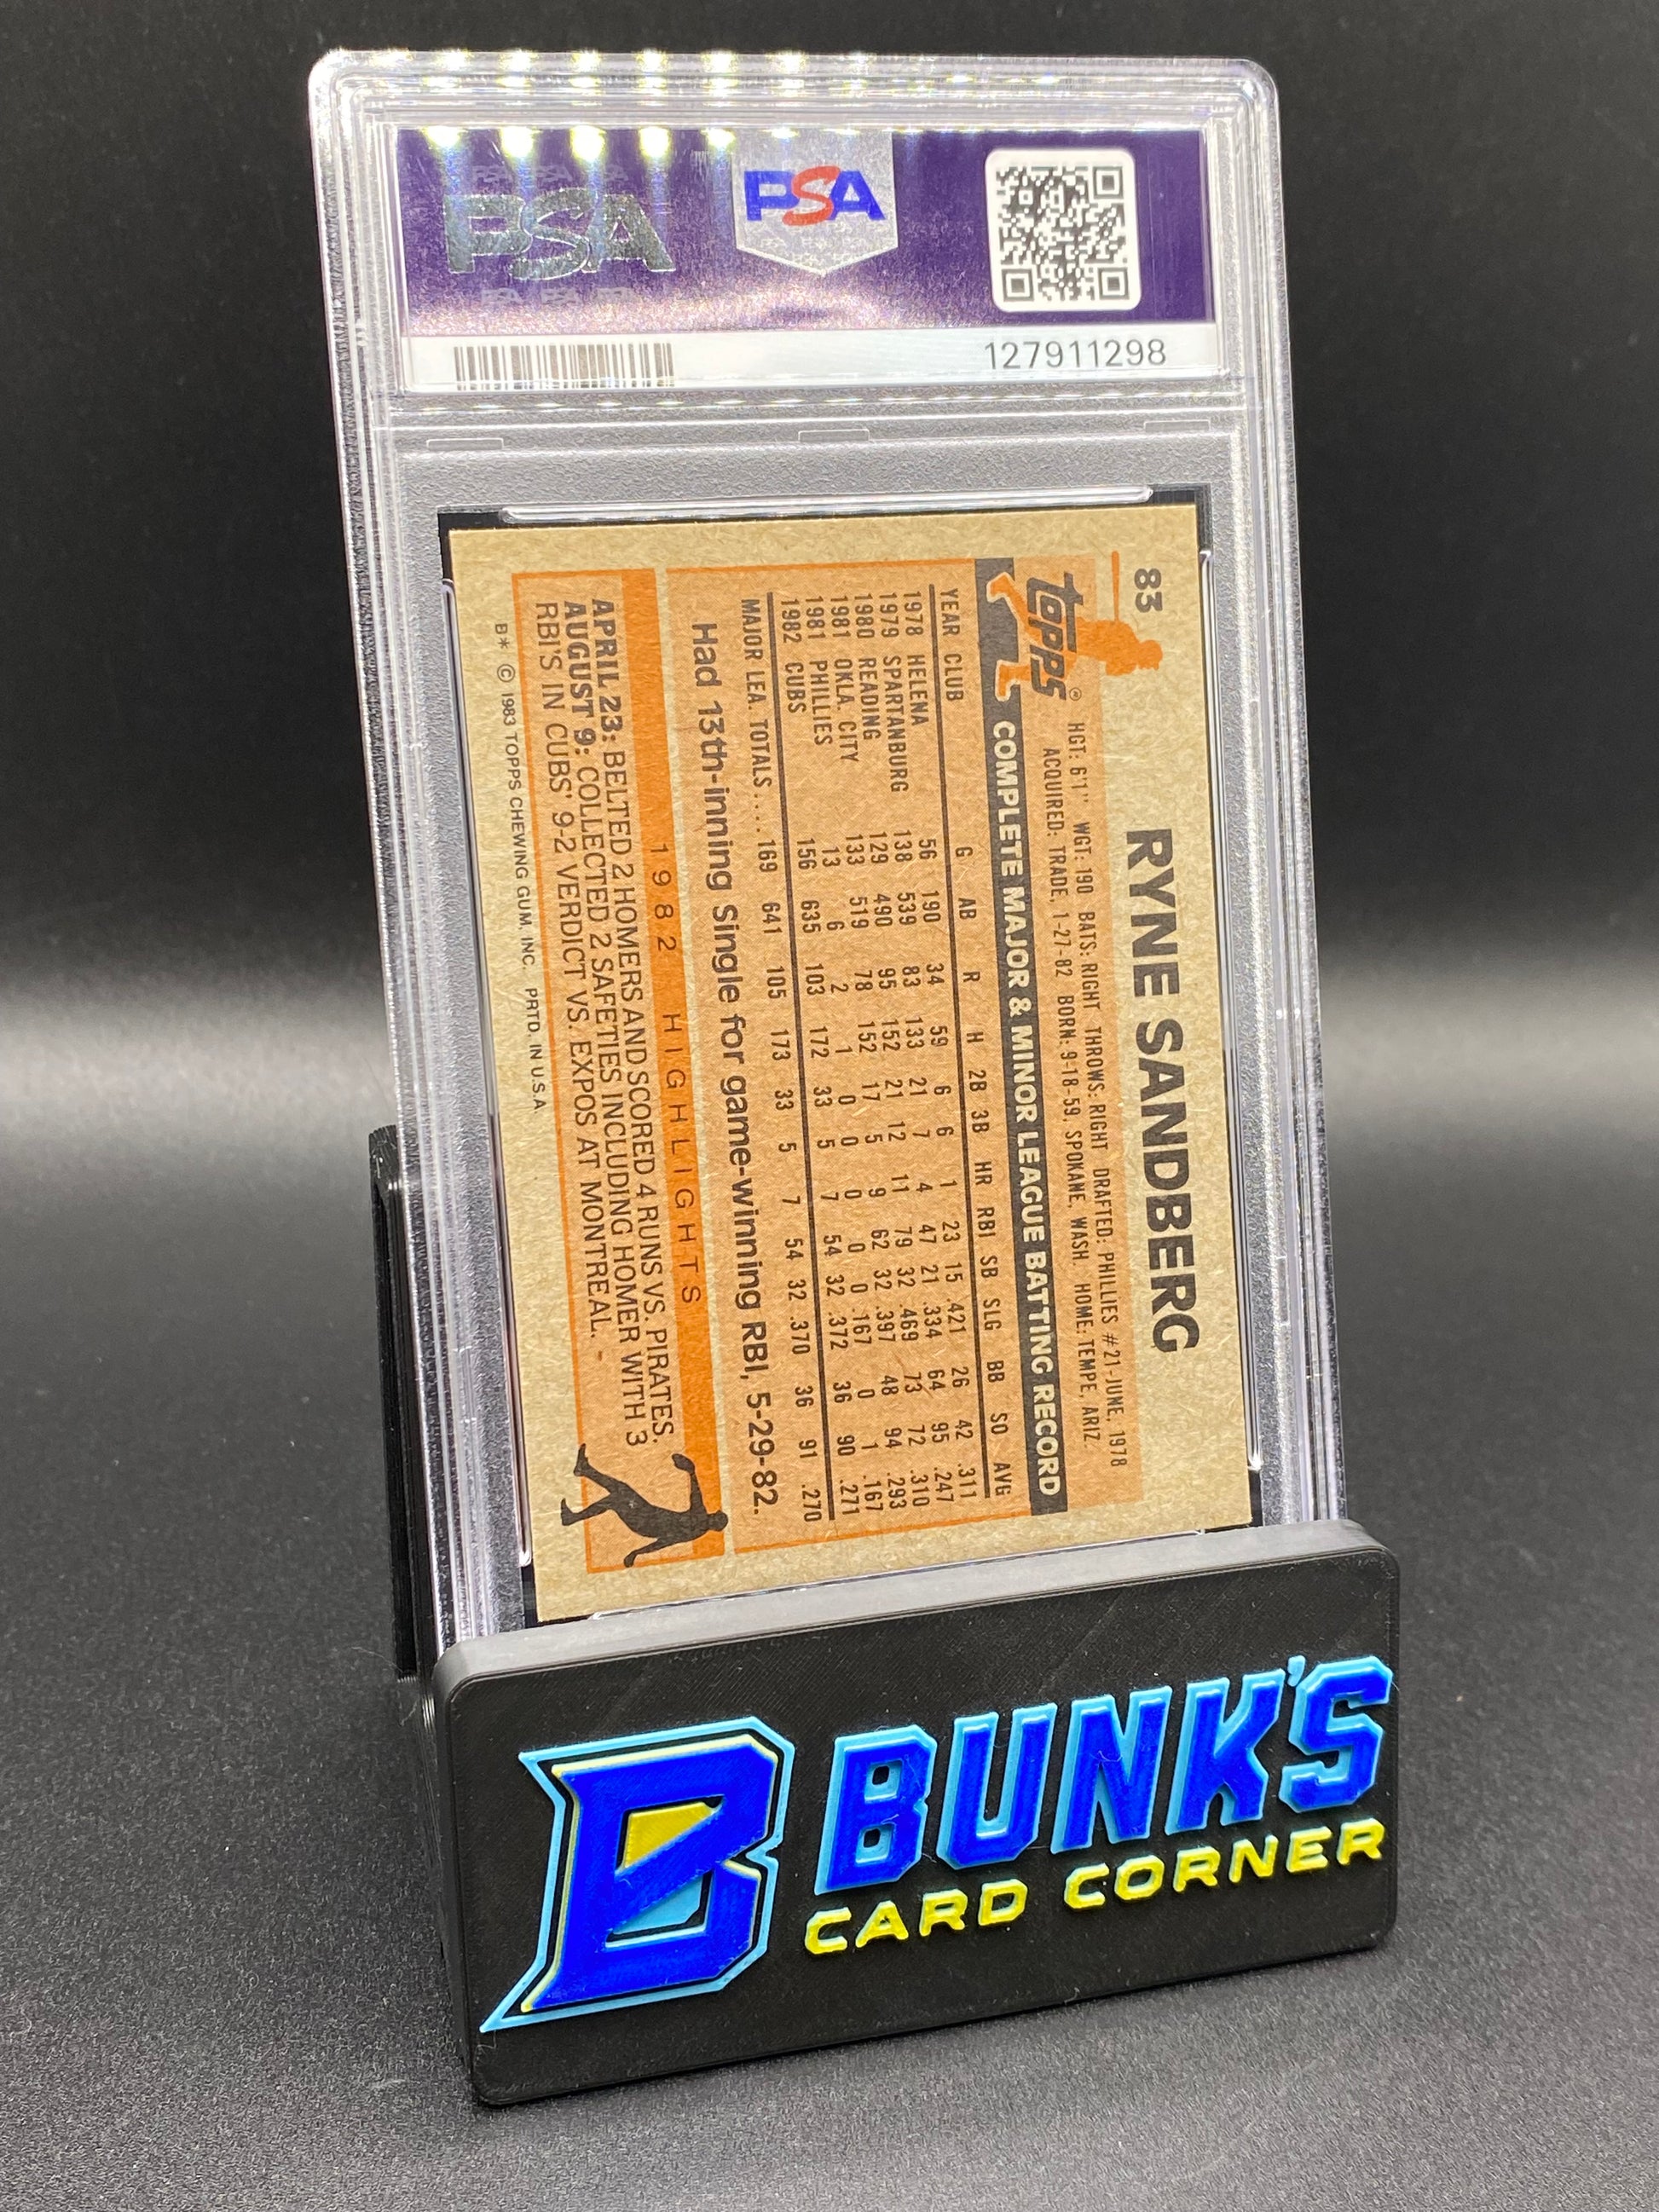 PSA PSA PSA
PSA
PSA PSA PSA
PSA
127911298
83
RYNE SANDBERG
Topps®
HGT: 6'1" WGT: 190 BATS: RIGHT THROWS: RIGHT DRAFTED: PHILLIES #21-JUNE, 1978
ACQUIRED: TRADE, 1-27-82 BORN: 9-18-59, SPOKANE, WASH. HOME: TEMPE, ARIZ.
COMPLETE MAJOR & MINOR LEAGUE BATTING RECORD
YEAR CLUB G AB R H 2B 3B HR RBI SB SLG BB SO AVG
1978 HELENA 56 190 34 59 6 6 1 23 15 .421 26 42 .311
1979 SPARTANBURG 138 539 83 133 21 7 4 47 21 .334 64 95 .247
1980 READING 129 490 95 152 21 12 11 79 32 .469 73 72 .310
1981 OKLA. CITY 133 519 78 152 17 5 9 62 32 .397 48 94 .293
1981 PHILLIES 13 6 2 1 0 0 0 0 0 .167 0 1 .167
1982 CUBS 156 635 103 172 33 5 7 54 32 .372 36 90 .271
MAJOR LEA. TOTALS.... 169 641 105 173 33 5 7 54 32 .370 36 91 .270
Had 13th-inning Single for game-winning RBI, 5-29-82.
1982 HIGHLIGHTS
APRIL 23: BELTED 2 HOMERS AND SCORED 4 RUNS VS. PIRATES.
AUGUST 9: COLLECTED 2 SAFETIES INCLUDING HOMER WITH 3
RBI'S IN CUBS' 9-2 VERDICT VS. EXPOS AT MONTREAL.
B* © 1983 TOPPS CHEWING GUM, INC. PRTD. IN U.S.A.
B
BUNK'S
CARD CORNER